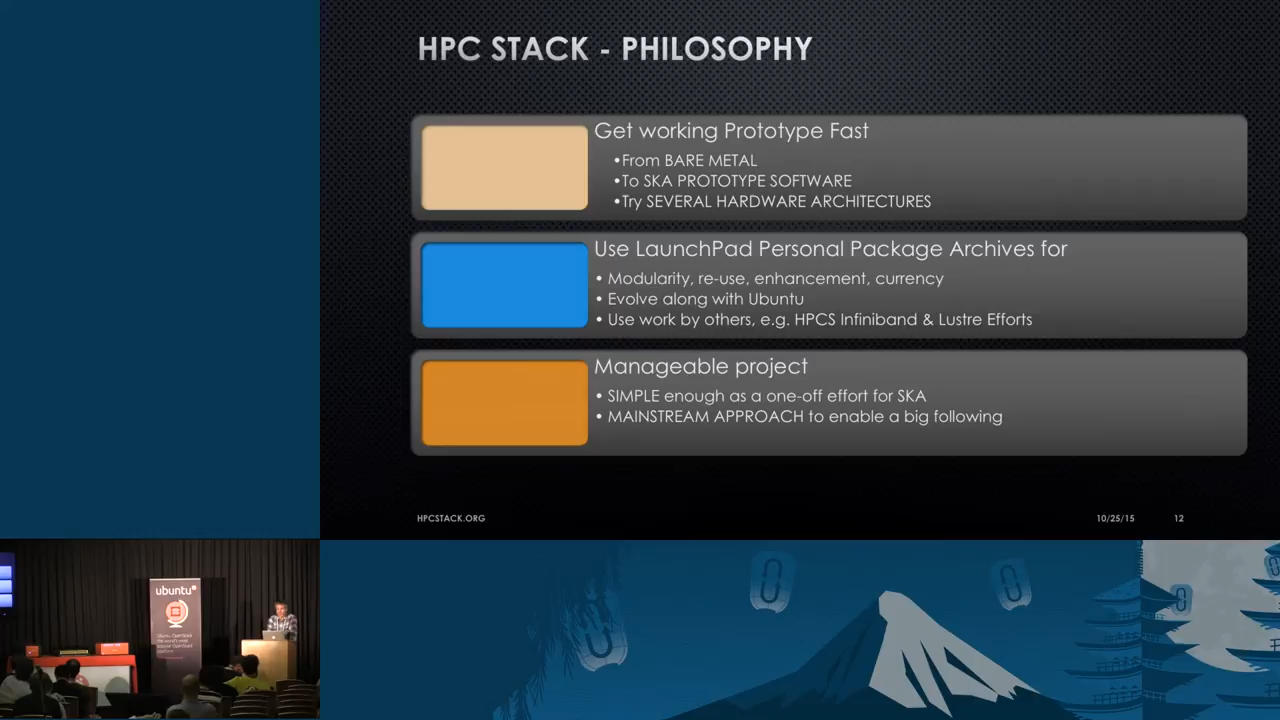 HPC STACK - PHILOSOPHY
Get working Prototype Fast
•From BARE METAL
•To SKA PROTOTYPE SOFTWARE
•Try SEVERAL HARDWARE ARCHITECTURES
Use LaunchPad Personal Package Archives for
• Modularity, re-use, enhancement, currency
• Evolve along with Ubuntu
• Use work by others, e.g. HPCS Infiniband & Lustre Efforts
Manageable project
• SIMPLE enough as a one-off effort for SKA
• MAINSTREAM APPROACH to enable a big following
HPCSTACK.ORG
10/25/15
12
ubuntu
Ubuntu OpenStack